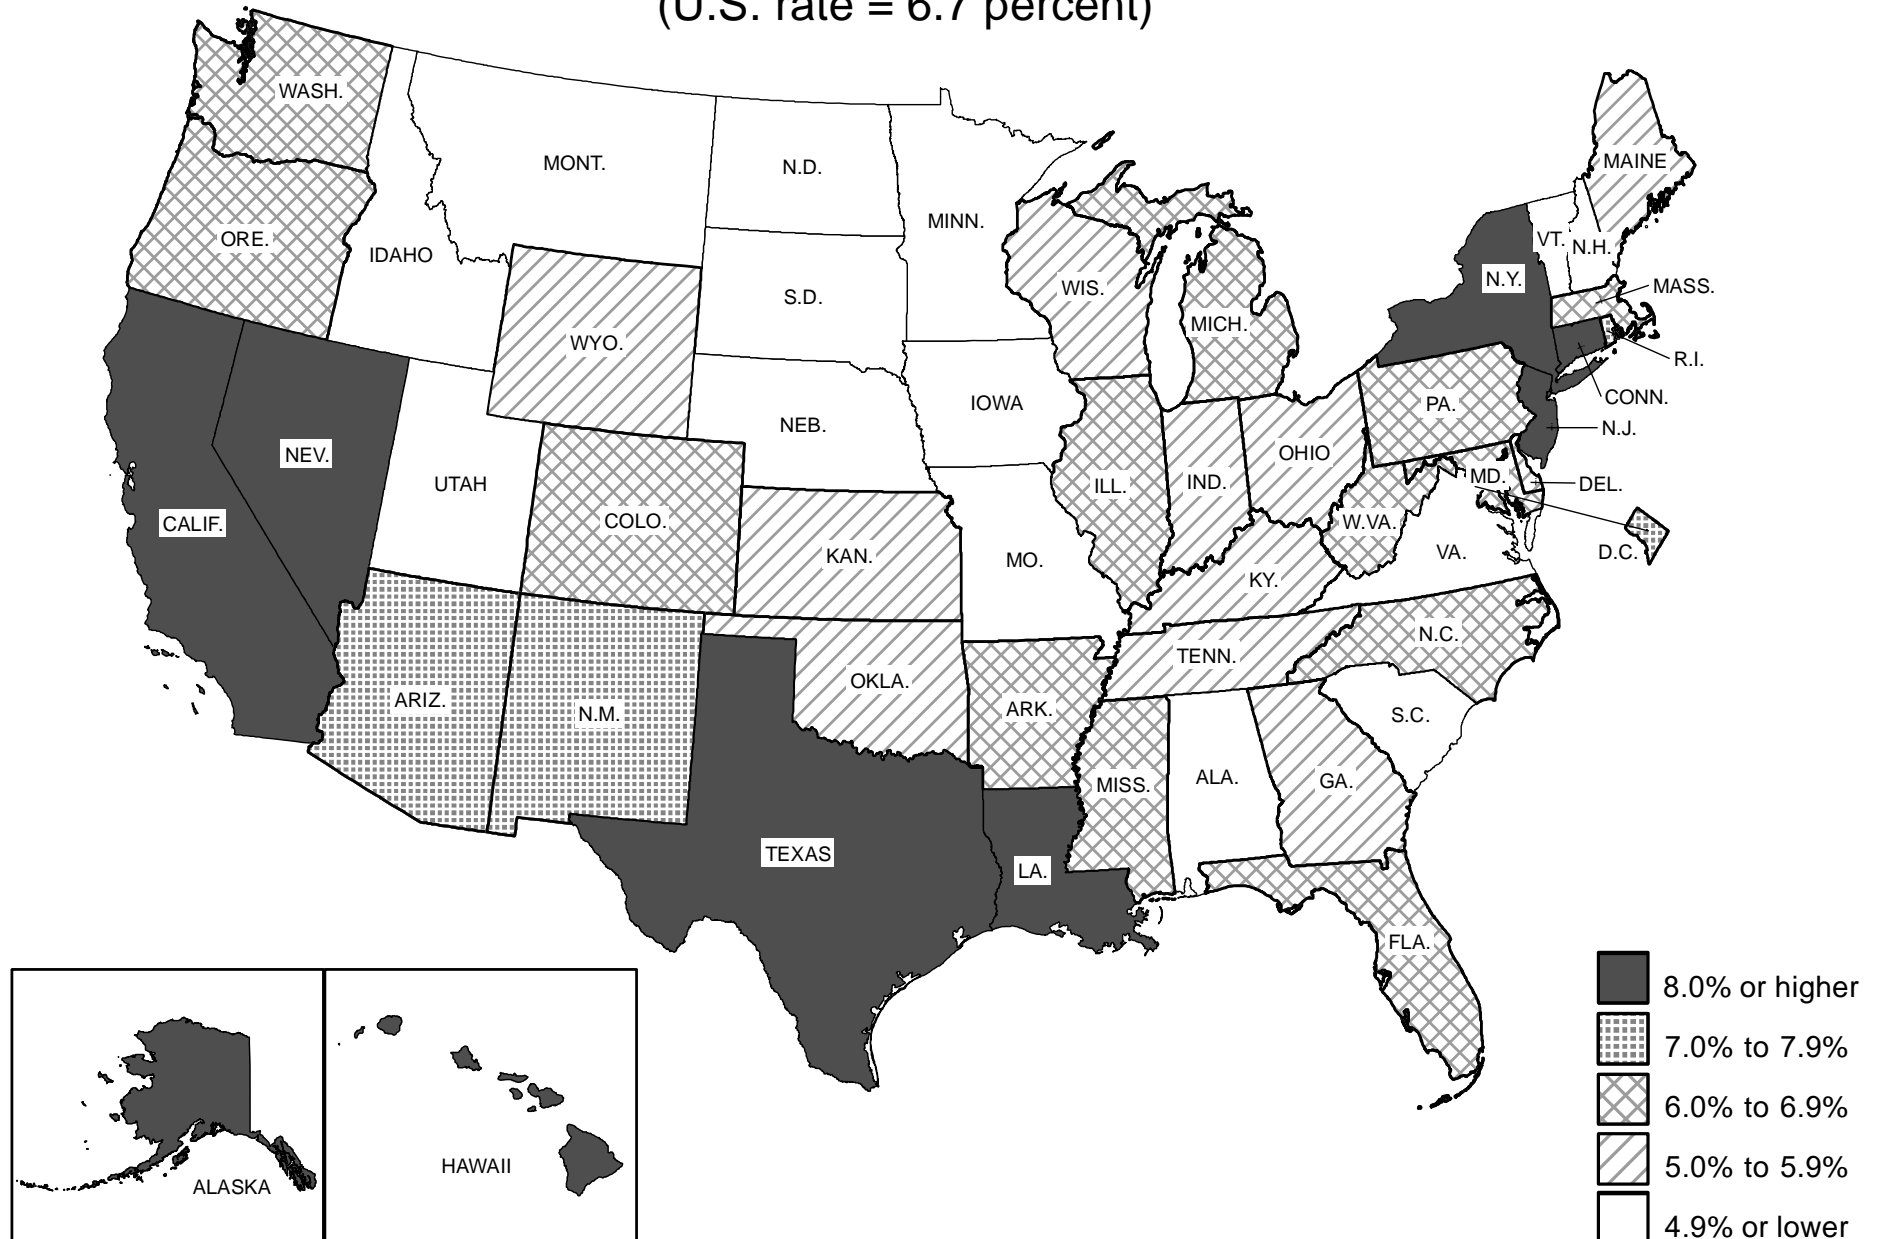 (U.S. rate = 6.7 percent)
WASH.
MONT.
N.D.
MINN.
MAINE
ORE.
IDAHO
VT.
N.H.
WIS.
N.Y.
MASS.
S.D.
WYO.
MICH.
R.I.
IOWA
CONN.
PA.
NEB.
N.J.
NEV.
OHIO
UTAH
ILL.
IND.
MD.
DEL.
CALIF.
COLO.
W.VA.
KAN.
MO.
VA.
D.C.
KY.
N.C.
TENN.
OKLA.
ARIZ.
N.M.
ARK.
S.C.
MISS.
ALA.
GA.
TEXAS
LA.
FLA.
8.0% or higher
7.0% to 7.9%
6.0% to 6.9%
5.0% to 5.9%
4.9% or lower
ALASKA
HAWAII